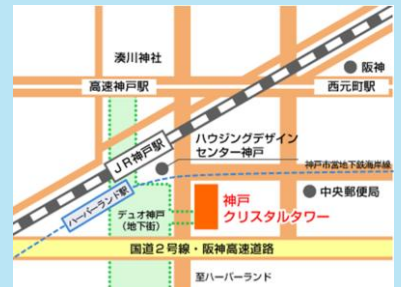 湊川神社
阪神
高速神戸駅
西元町駅
JR神戸駅
ハウジングデザイン
センター神戸
神戸市営地下鉄海岸線
ハーバーランド駅
中央郵便局
神戸
クリスタルタワー
デュオ神戸
(地下街)
国道2号線・阪神高速道路
至ハーバーランド